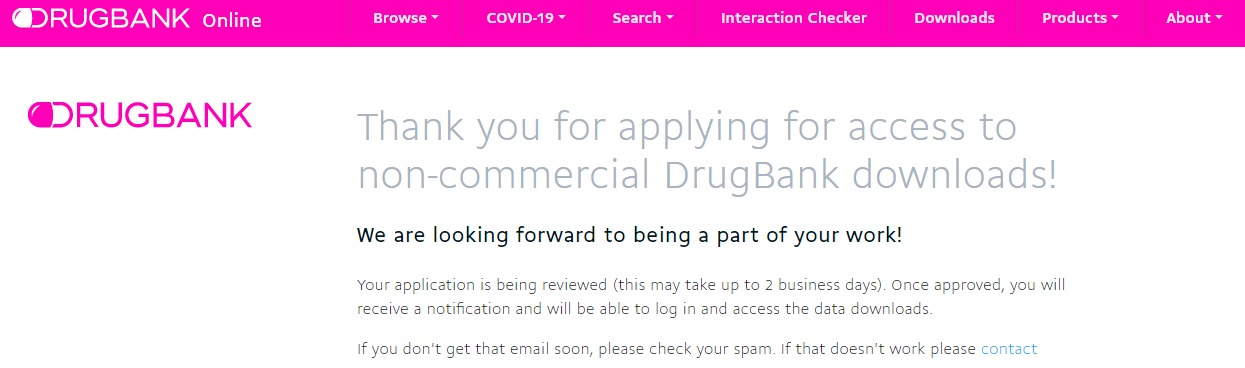 DRUGBANK Online Browse COVID-19 Search Interaction Checker Downloads Products About
DRUGBANK
Thank you for applying for access to
non-commercial DrugBank downloads!
We are looking forward to being a part of your work!
Your application is being reviewed (this may take up to 2 business days). Once approved, you will
receive a notification and will be able to log in and access the data downloads.
If you don't get that email soon, please check your spam. If that doesn't work please contact